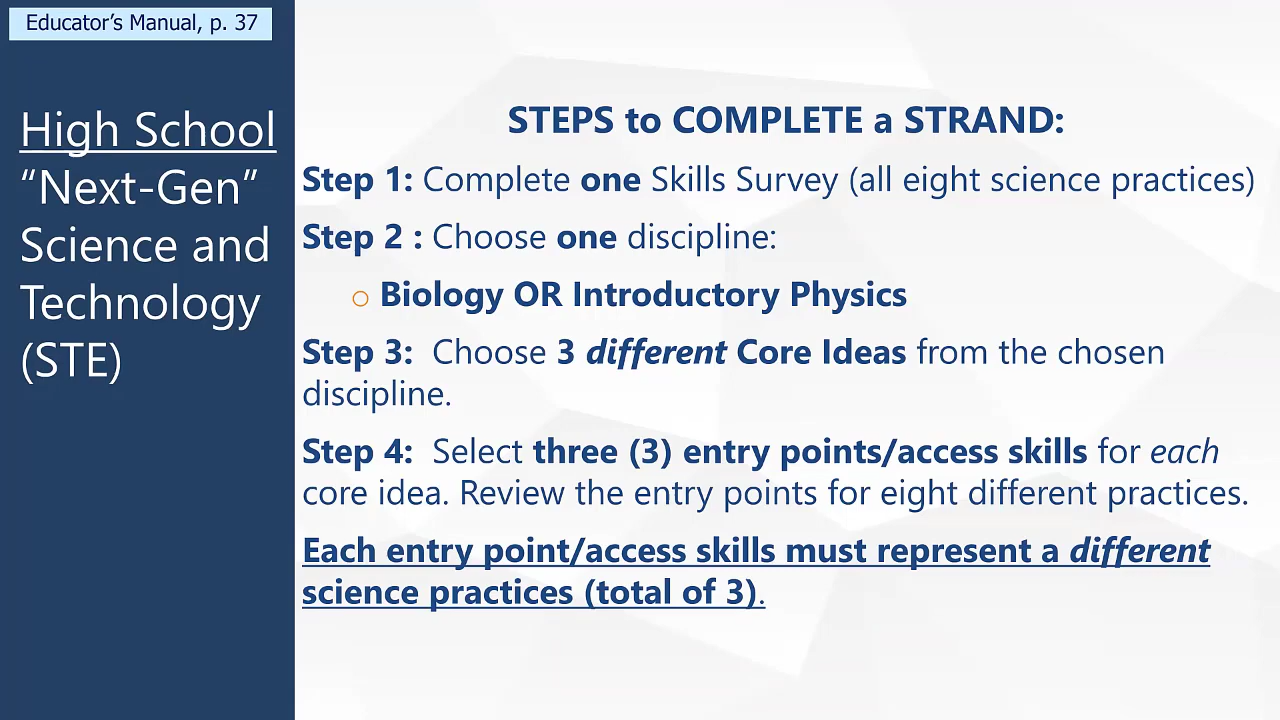 Educator's Manual, p. 37
High School
“Next-Gen”
Science and
Technology
(STE)
STEPS to COMPLETE a STRAND:
Step 1: Complete one Skills Survey (all eight science practices)
Step 2 : Choose one discipline:
○ Biology OR Introductory Physics
Step 3: Choose 3 different Core Ideas from the chosen
discipline.
Step 4: Select three (3) entry points/access skills for each
core idea. Review the entry points for eight different practices.
Each entry point/access skills must represent a different
science practices (total of 3).